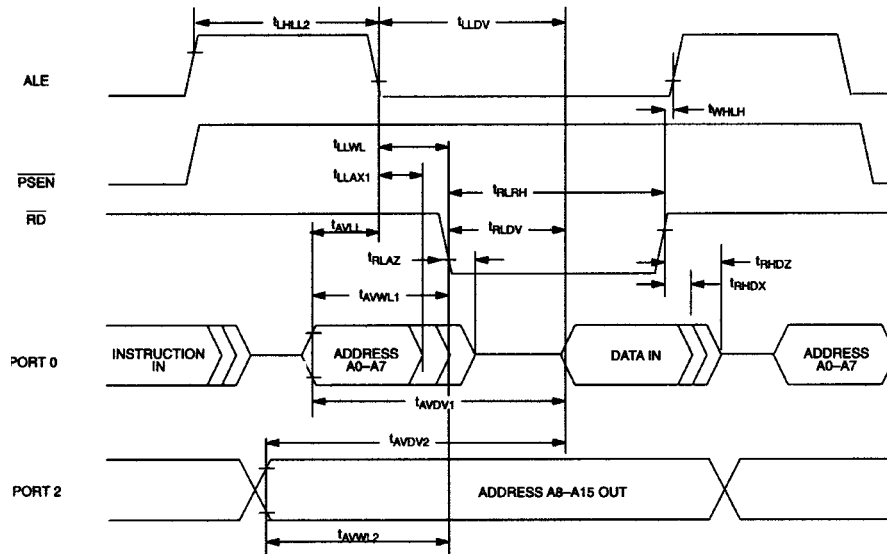 tLHLL2
tLLDV
ALE
tWHLH
tLLWL
PSEN
tLLAX1
tRLRH
RD
tAVLL
tRLDV
tRLAZ
tRHDZ
tRHDX
tAVWL1
PORT 0
INSTRUCTION
IN
ADDRESS
A0–A7
DATA IN
ADDRESS
A0–A7
tAVDV1
tAVDV2
PORT 2
ADDRESS A8–A15 OUT
tAVWL2